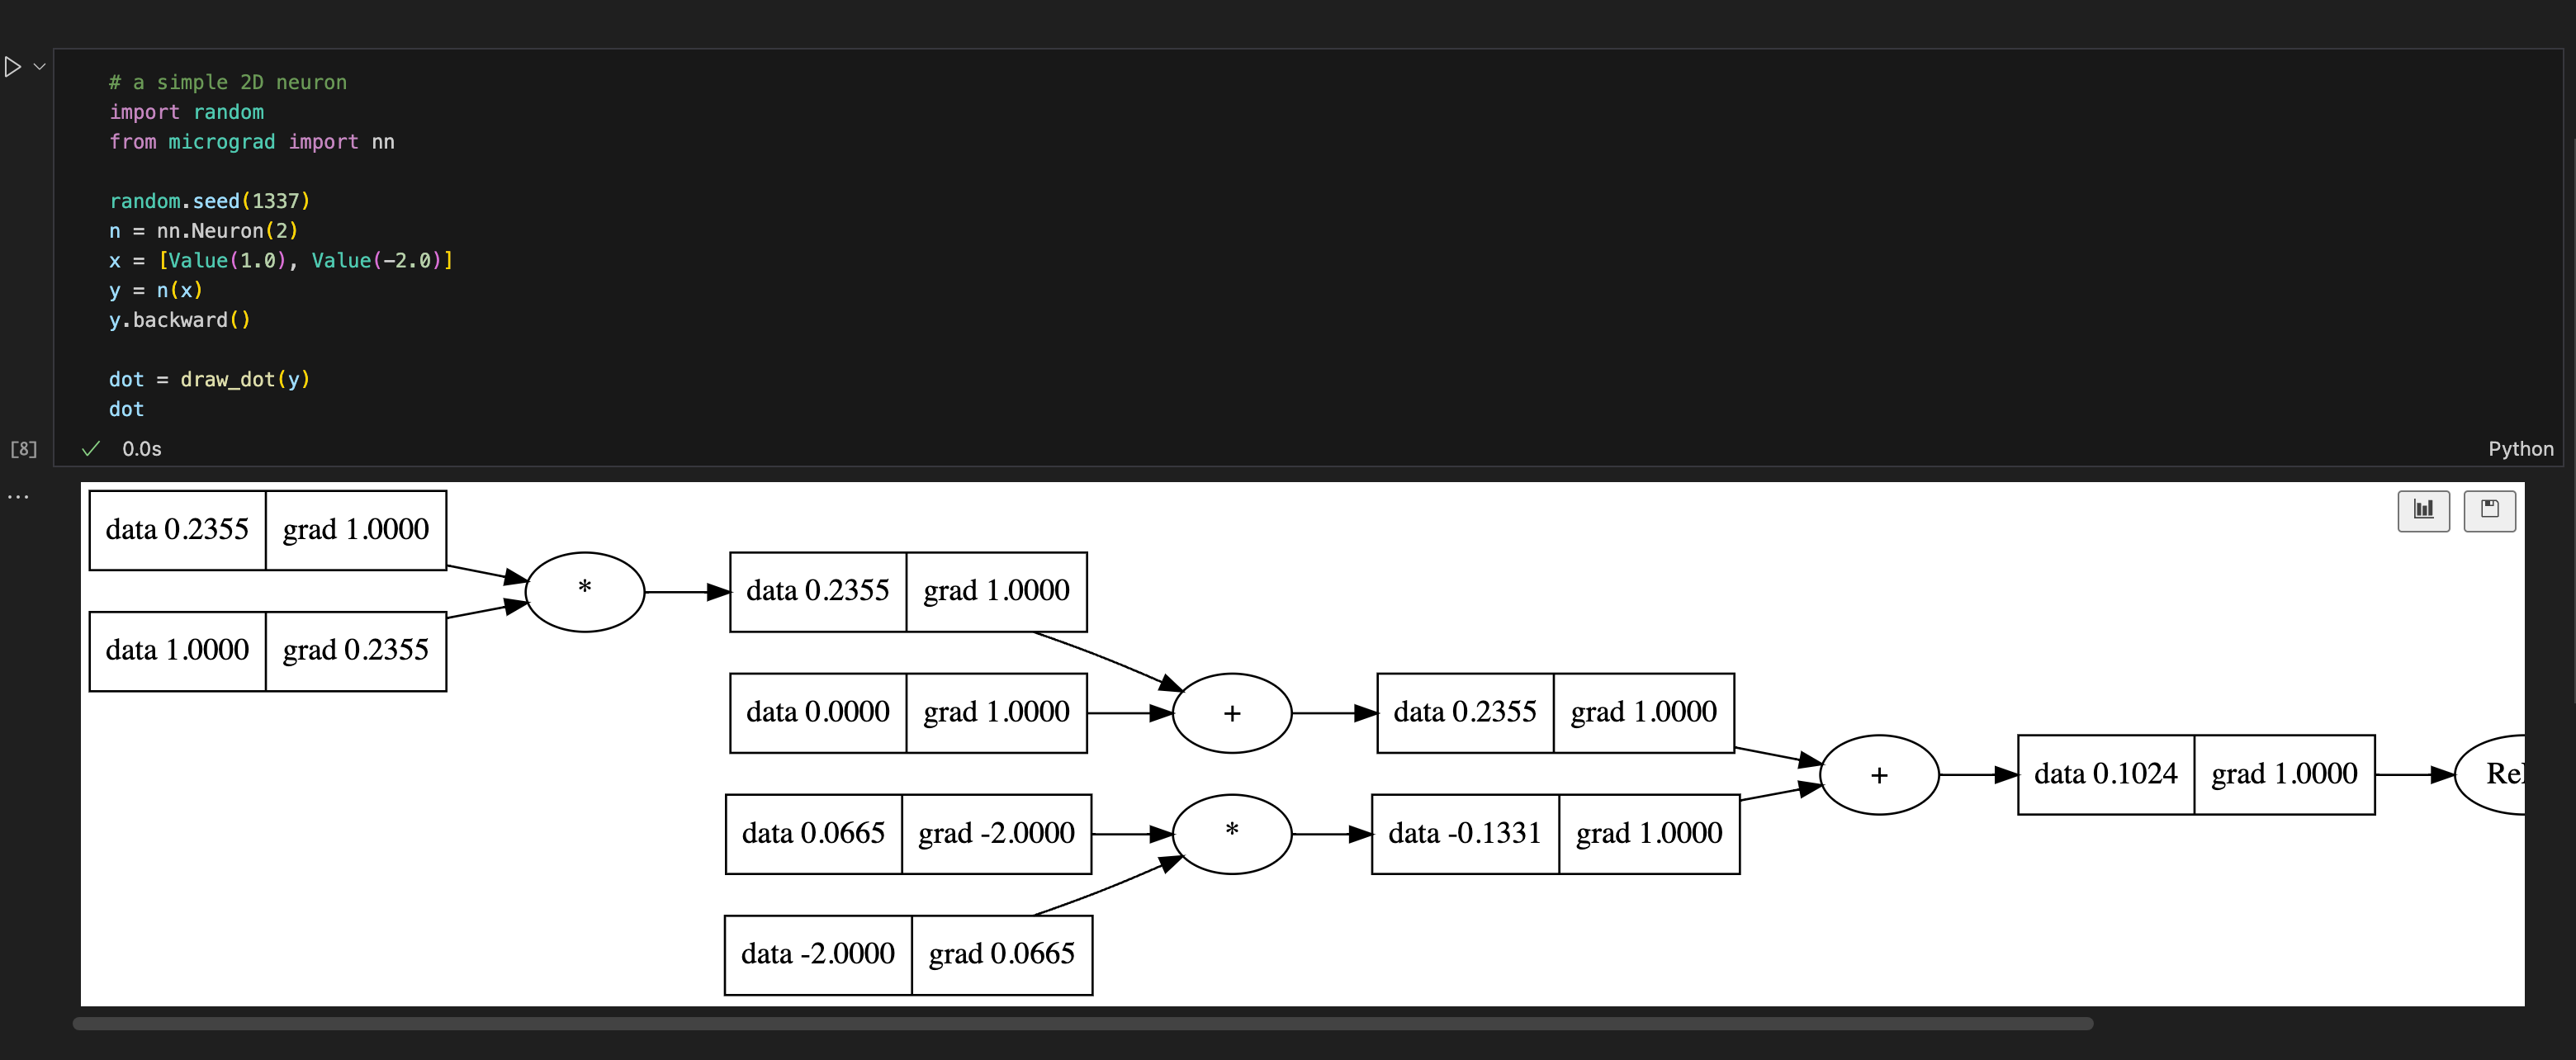 # a simple 2D neuron
import random
from micrograd import nn
random.seed(1337)
n = nn.Neuron(2)
x = [Value(1.0), Value(-2.0)]
y = n(x)
y.backward()
dot = draw_dot(y)
dot
[8]
0.0s
Python
...
data 0.2355 grad 1.0000
data 1.0000 grad 0.2355
*
data 0.2355 grad 1.0000
data 0.0000 grad 1.0000
+
data 0.2355 grad 1.0000
data 0.0665 grad -2.0000
*
data -0.1331 grad 1.0000
data -2.0000 grad 0.0665
+
data 0.1024 grad 1.0000